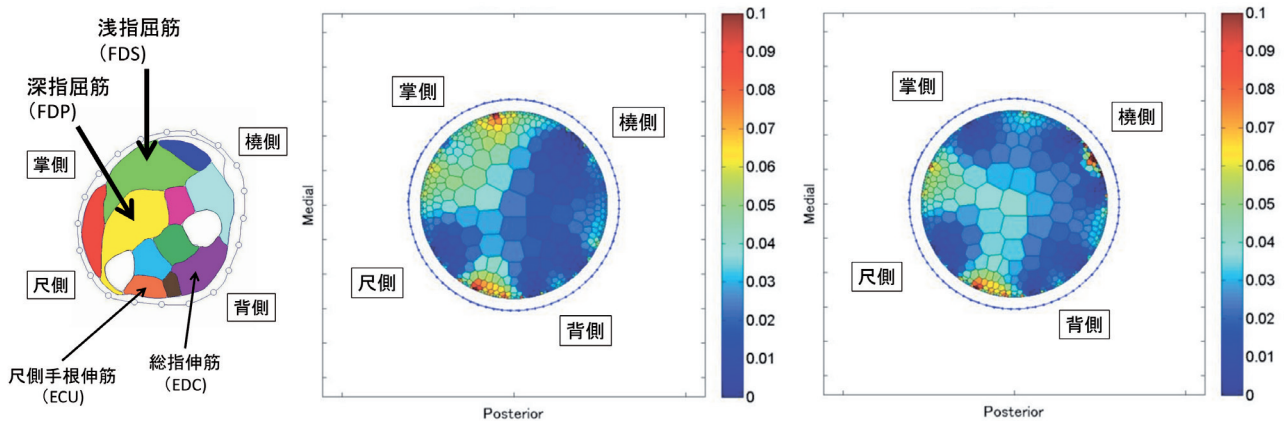 浅指屈筋
（FDS)
深指屈筋
(FDP)
掌側
橈側
尺側
背側
尺側手根伸筋
（ECU)
総指伸筋
（EDC)
掌側
橈側
尺側
背側
Medial
Posterior
0.1
0.09
0.08
0.07
0.06
0.05
0.04
0.03
0.02
0.01
0
掌側
橈側
尺側
背側
Medial
Posterior
0.1
0.09
0.08
0.07
0.06
0.05
0.04
0.03
0.02
0.01
0